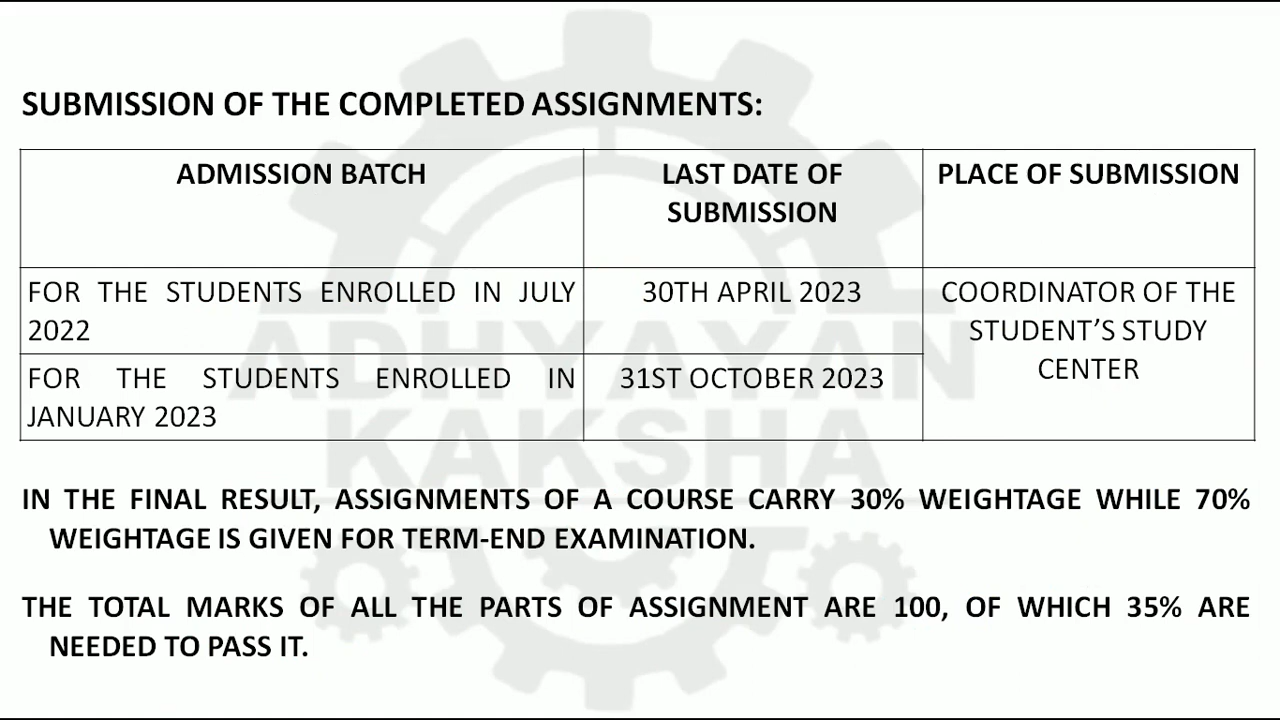 SUBMISSION OF THE COMPLETED ASSIGNMENTS:
ADMISSION BATCH
LAST DATE OF
SUBMISSION
PLACE OF SUBMISSION
FOR THE STUDENTS ENROLLED IN JULY
2022
30TH APRIL 2023
COORDINATOR OF THE
STUDENT’S STUDY
CENTER
FOR THE STUDENTS ENROLLED IN
JANUARY 2023
31ST OCTOBER 2023
ADHYAYAN
KAKSHA
IN THE FINAL RESULT, ASSIGNMENTS OF A COURSE CARRY 30% WEIGHTAGE WHILE 70%
WEIGHTAGE IS GIVEN FOR TERM-END EXAMINATION.
THE TOTAL MARKS OF ALL THE PARTS OF ASSIGNMENT ARE 100, OF WHICH 35% ARE
NEEDED TO PASS IT.